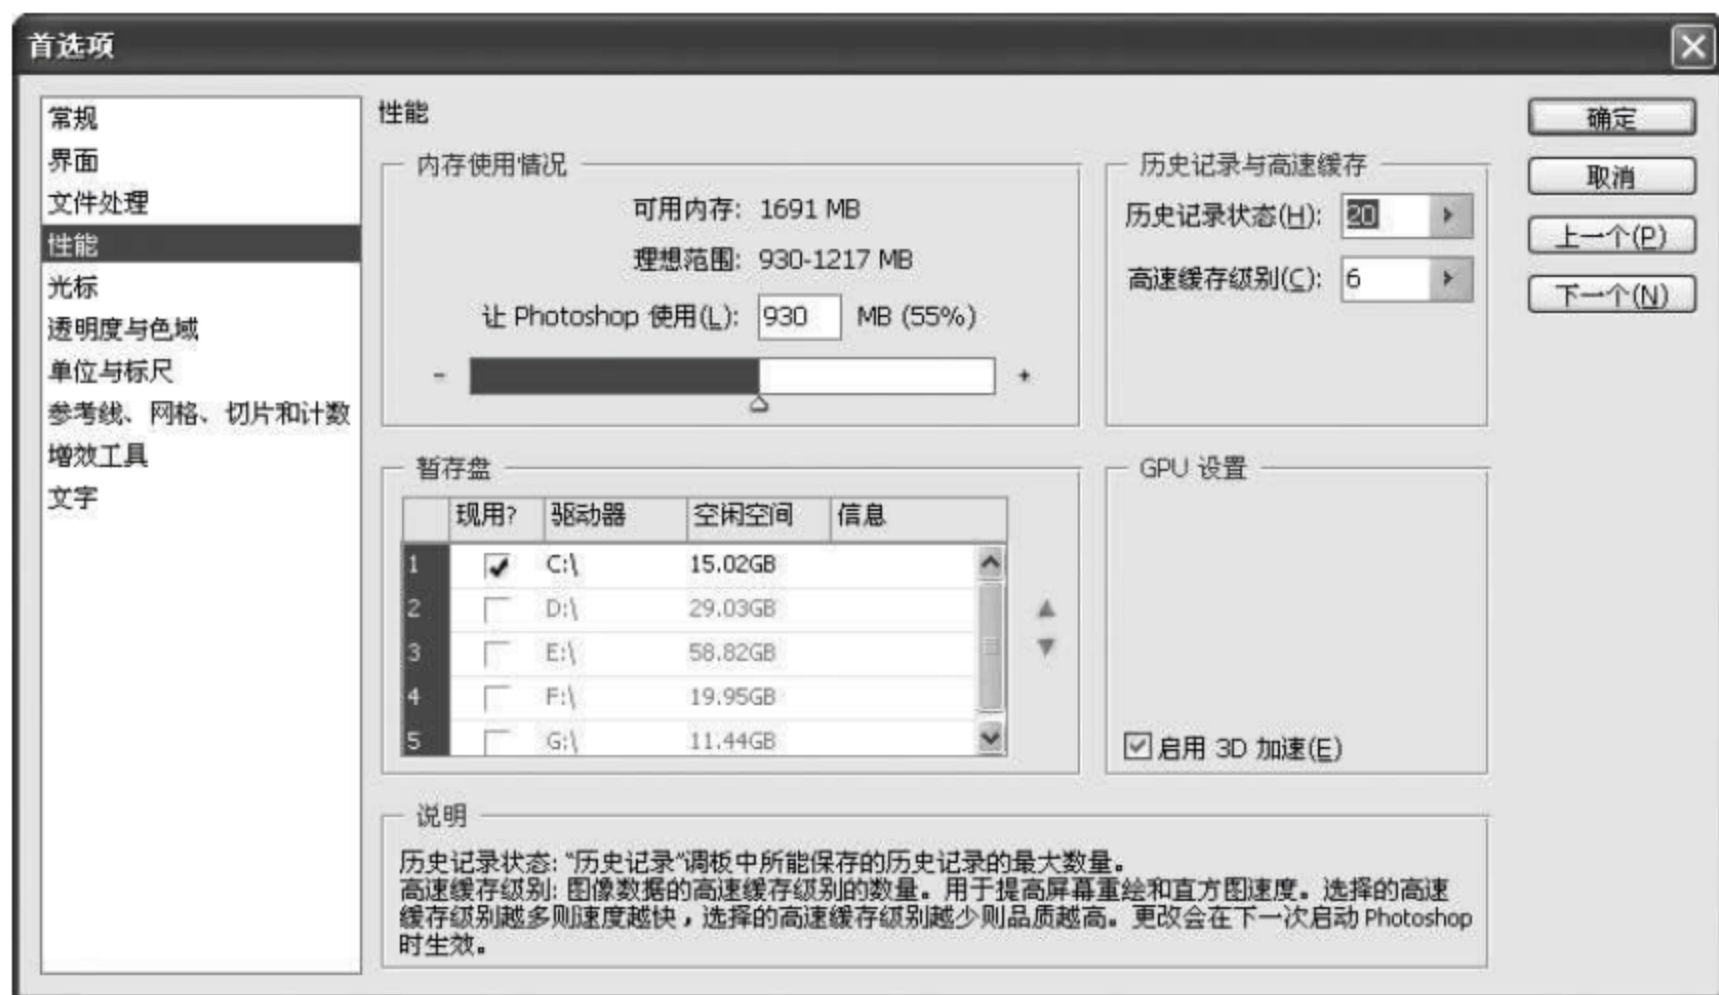 首选项
常规
界面
文件处理
性能
光标
透明度与色域
单位与标尺
参考线、网格、切片和计数
增效工具
文字
性能
内存使用情况
可用内存: 1691 MB
理想范围: 930-1217 MB
让 Photoshop 使用(L): 930 MB (55%)
- +
历史记录与高速缓存
历史记录状态(H): 20
高速缓存级别(C): 6
暂存盘
现用? 驱动器 空闲空间 信息
1 C:\ 15.02GB
2 D:\ 29.03GB
3 E:\ 58.82GB
4 F:\ 19.95GB
5 G:\ 11.44GB
GPU 设置
启用 3D 加速(E)
说明
历史记录状态: “历史记录”调板中所能保存的历史记录的最大数量。
高速缓存级别: 图像数据的高速缓存级别的数量。用于提高屏幕重绘和直方图速度。选择的高速
缓存级别越多则速度越快，选择的高速缓存级别越少则品质越高。更改会在下一次启动 Photoshop
时生效。
确定
取消
上一个(P)
下一个(N)